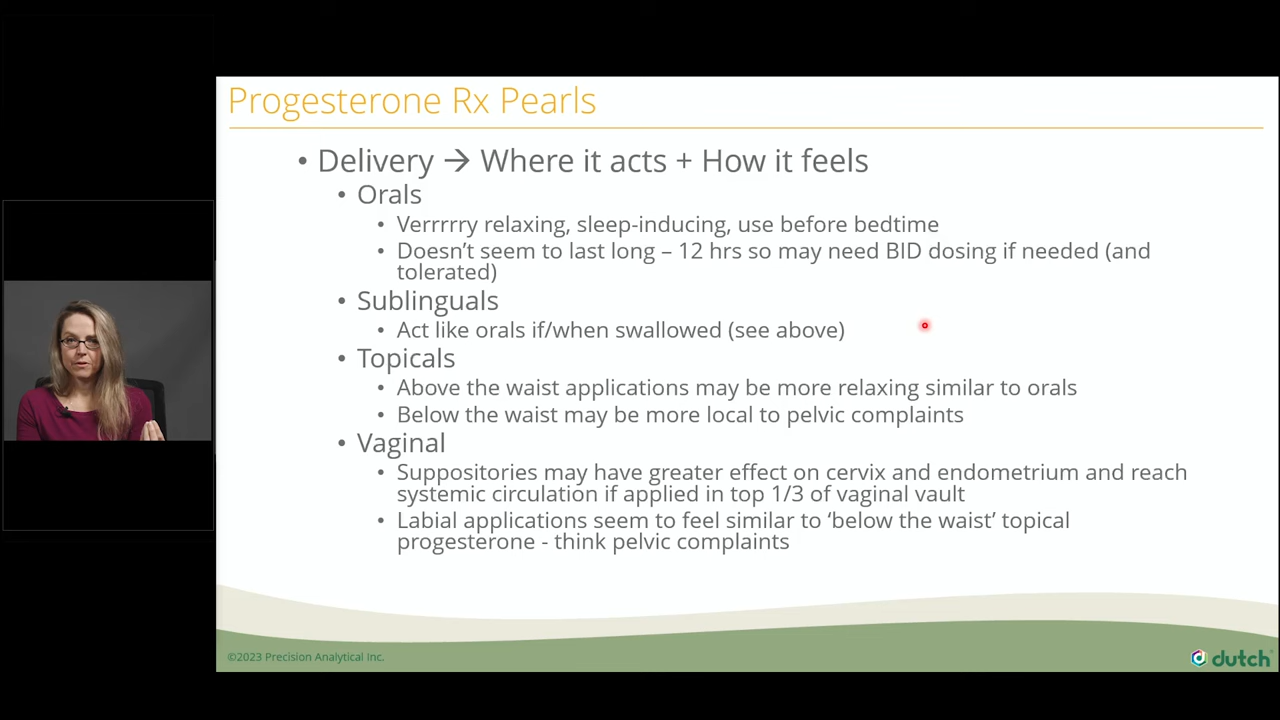 Progesterone Rx Pearls
• Delivery → Where it acts + How it feels
• Orals
• Verrrrry relaxing, sleep-inducing, use before bedtime
• Doesn't seem to last long – 12 hrs so may need BID dosing if needed (and
tolerated)
• Sublinguals
• Act like orals if/when swallowed (see above)
• Topicals
• Above the waist applications may be more relaxing similar to orals
• Below the waist may be more local to pelvic complaints
• Vaginal
• Suppositories may have greater effect on cervix and endometrium and reach
systemic circulation if applied in top 1/3 of vaginal vault
• Labial applications seem to feel similar to 'below the waist' topical
progesterone - think pelvic complaints
©2023 Precision Analytical Inc.
dutch